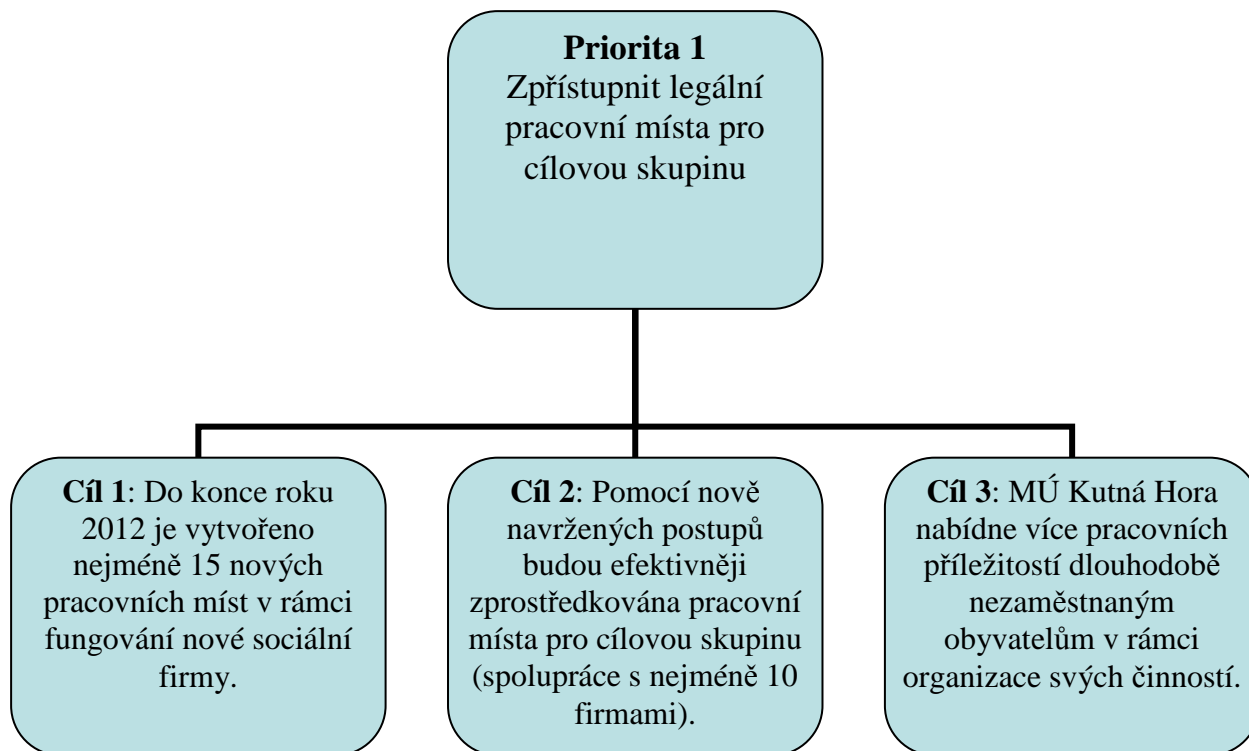 Priorita 1
Zpřístupnit legální
pracovní místa pro
cílovou skupinu
Cíl 1: Do konce roku
2012 je vytvořeno
nejméně 15 nových
pracovních míst v rámci
fungování nové sociální
firmy.
Cíl 2: Pomocí nově
navržených postupů
budou efektivněji
zprostředkována pracovní
místa pro cílovou skupinu
(spolupráce s nejméně 10
firmami).
Cíl 3: MÚ Kutná Hora
nabídne více pracovních
příležitostí dlouhodobě
nezaměstnaným
obyvatelům v rámci
organizace svých činností.